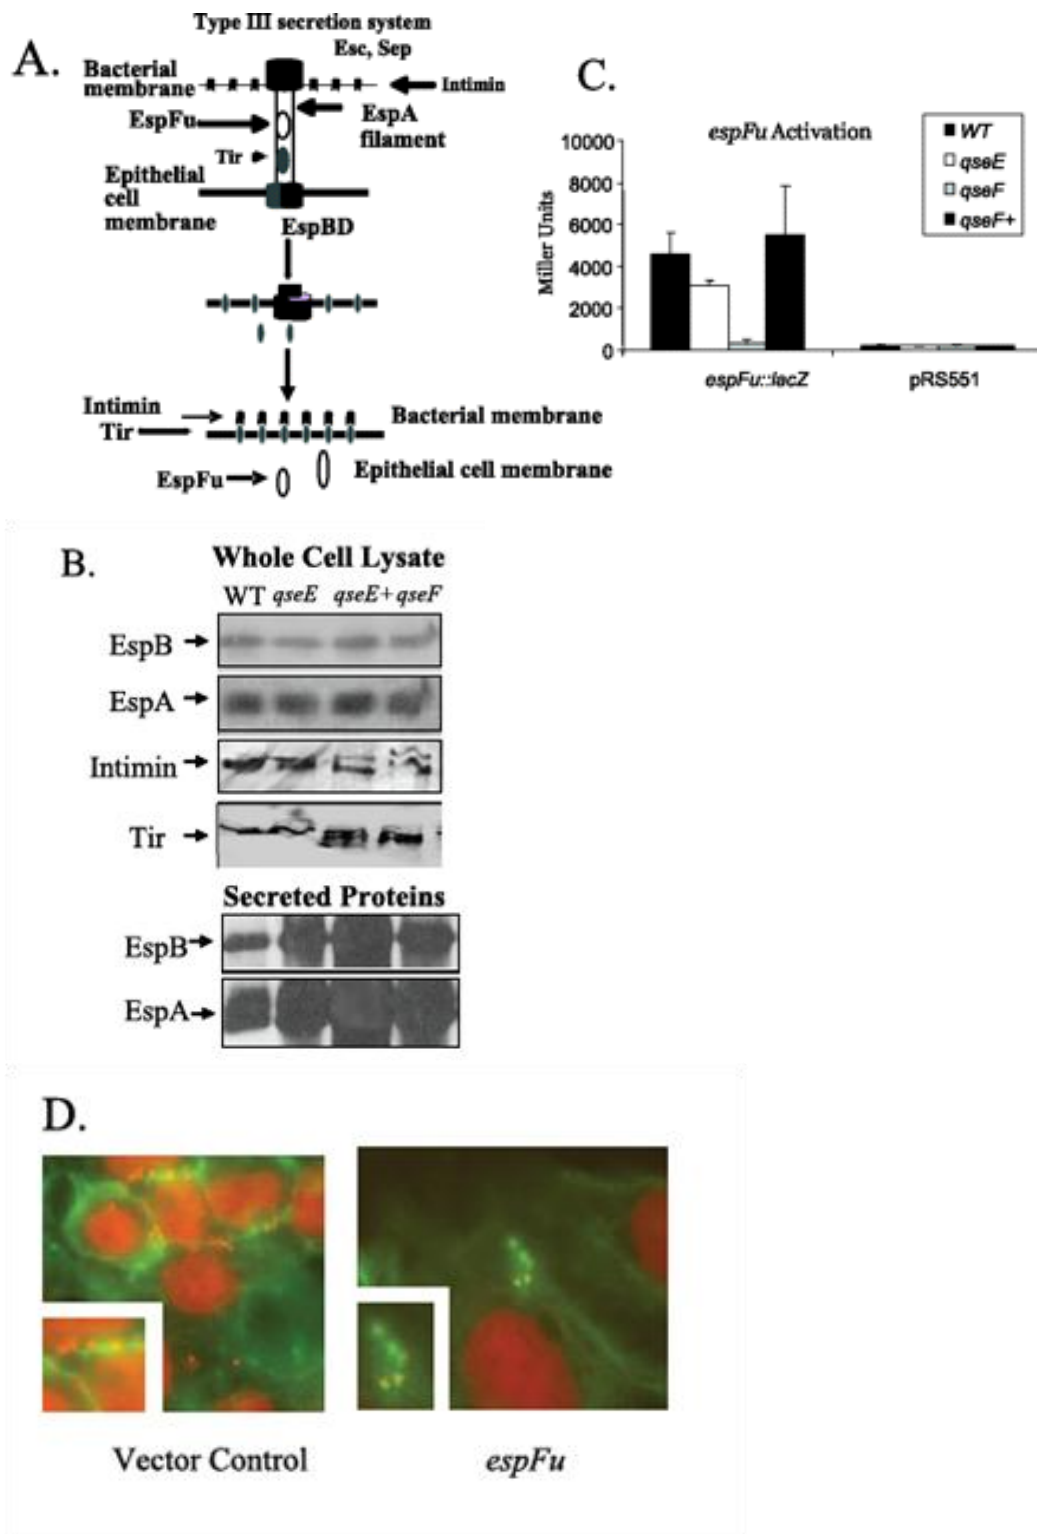 A.
Type III secretion system
Esc, Sep
Bacterial
membrane
Intimin
EspFu
EspA
filament
Tir
Epithelial
cell
membrane
EspBD
Intimin
Tir
Bacterial membrane
EspFu
Epithelial cell membrane
C.
espFu Activation
WT
qseE
qseF
qseF+
Miller Units
10000
8000
6000
4000
2000
0
espFu::lacZ
pRS551
B.
Whole Cell Lysate
WT qseE qseE+ qseF
EspB
EspA
Intimin
Tir
Secreted Proteins
EspB
EspA
D.
Vector Control
espFu